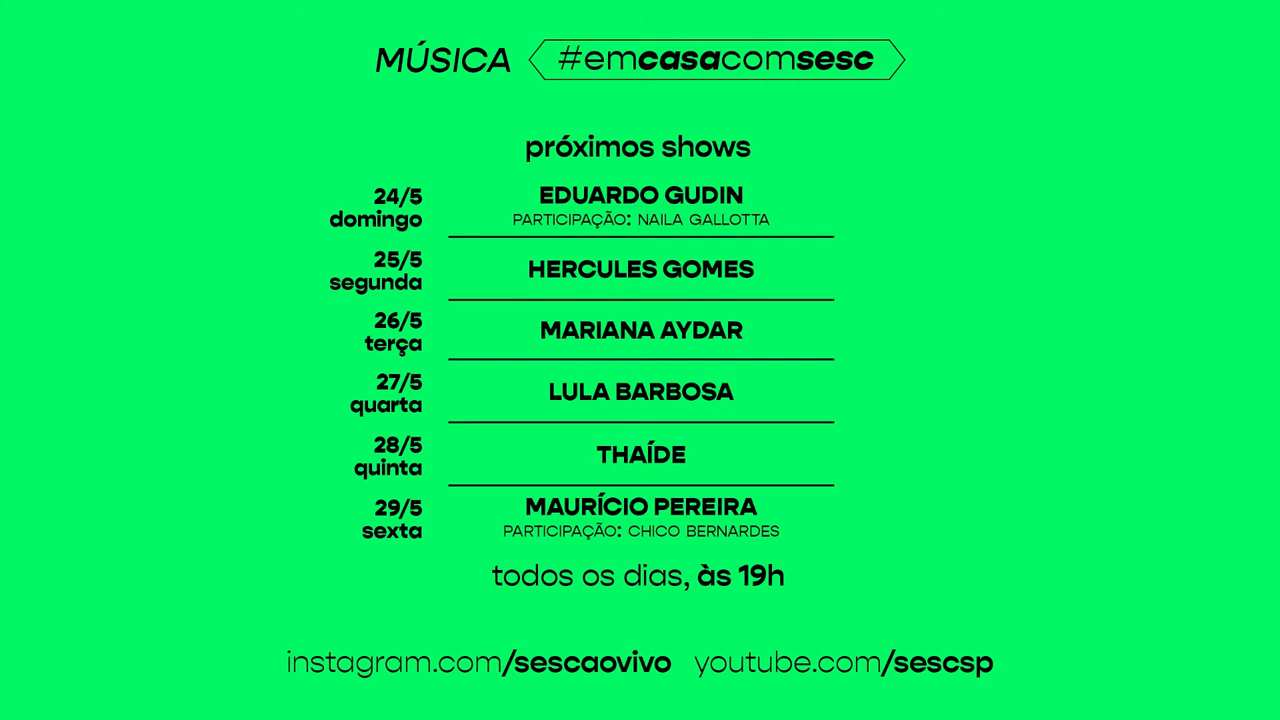 MÚSICA #emcasacomsesc
próximos shows
24/5 domingo EDUARDO GUDIN
PARTICIPAÇÃO: NAILA GALLOTTA
25/5 segunda HERCULES GOMES
26/5 terça MARIANA AYDAR
27/5 quarta LULA BARBOSA
28/5 quinta THAÍDE
29/5 sexta MAURÍCIO PEREIRA
PARTICIPAÇÃO: CHICO BERNARDES
todos os dias, às 19h
instagram.com/sescaovivo youtube.com/sescsp